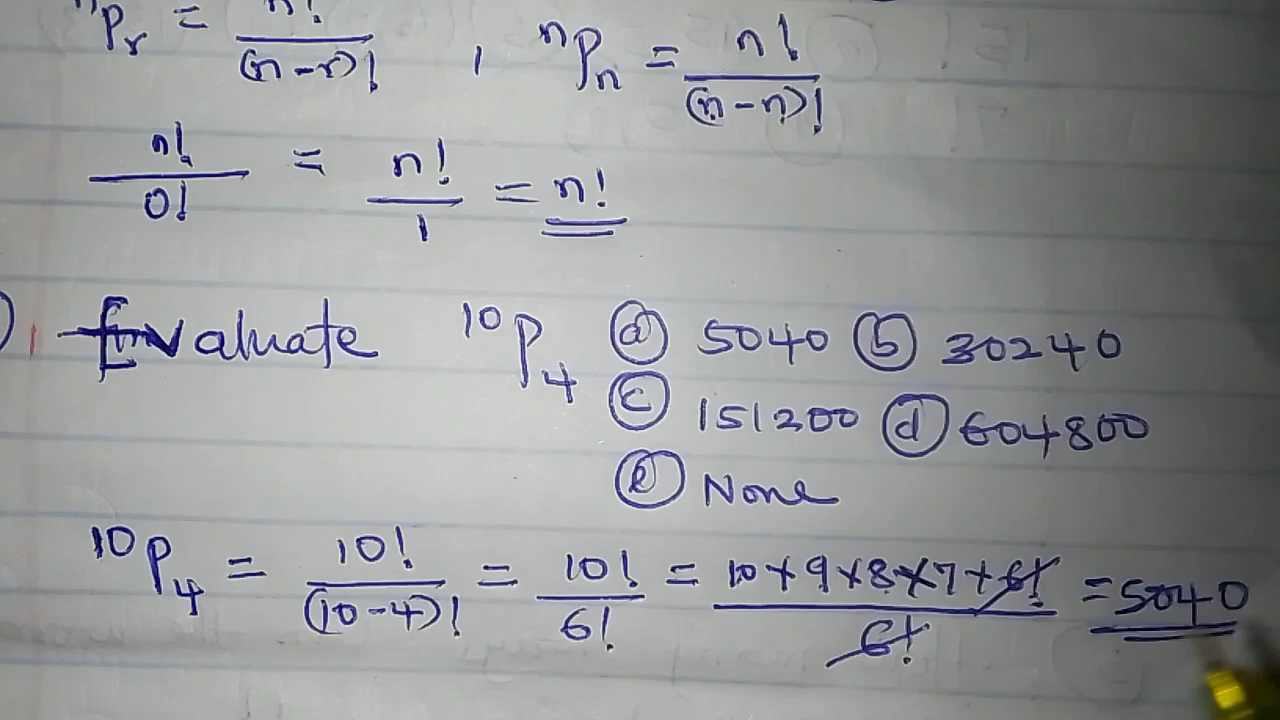 ⁿPᵣ = n!/(n-r)! , ⁿPₙ = n!/(n-n)!
n!/0! = n!/1 = n!
Evaluate ¹⁰P₄ (a) 5040 (b) 30240
(c) 151200 (d) 604800
(e) None
¹⁰P₄ = 10!/(10-4)! = 10!/6! = 10×9×8×7×6!/6! = 5040